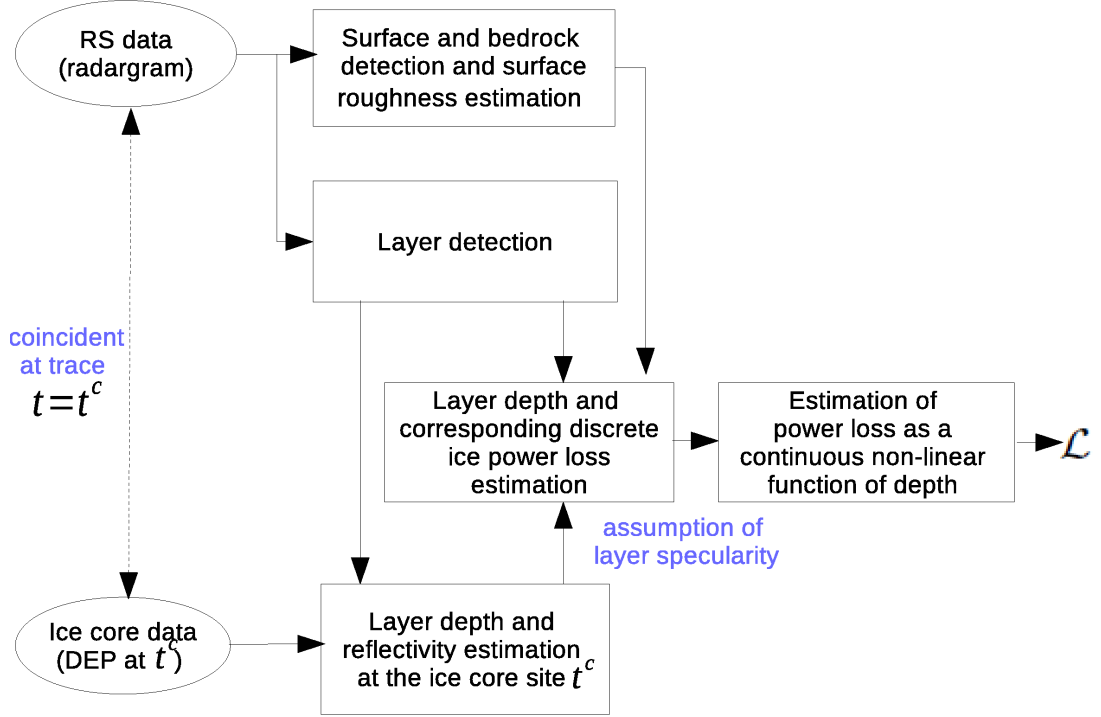 RS data
(radargram)
Surface and bedrock
detection and surface
roughness estimation
Layer detection
coincident
at trace
t=t^c
Layer depth and
corresponding discrete
ice power loss
estimation
Estimation of
power loss as a
continuous non-linear
function of depth
ℒ
assumption of
layer specularity
Ice core data
(DEP at t^c)
Layer depth and
reflectivity estimation
at the ice core site t^c